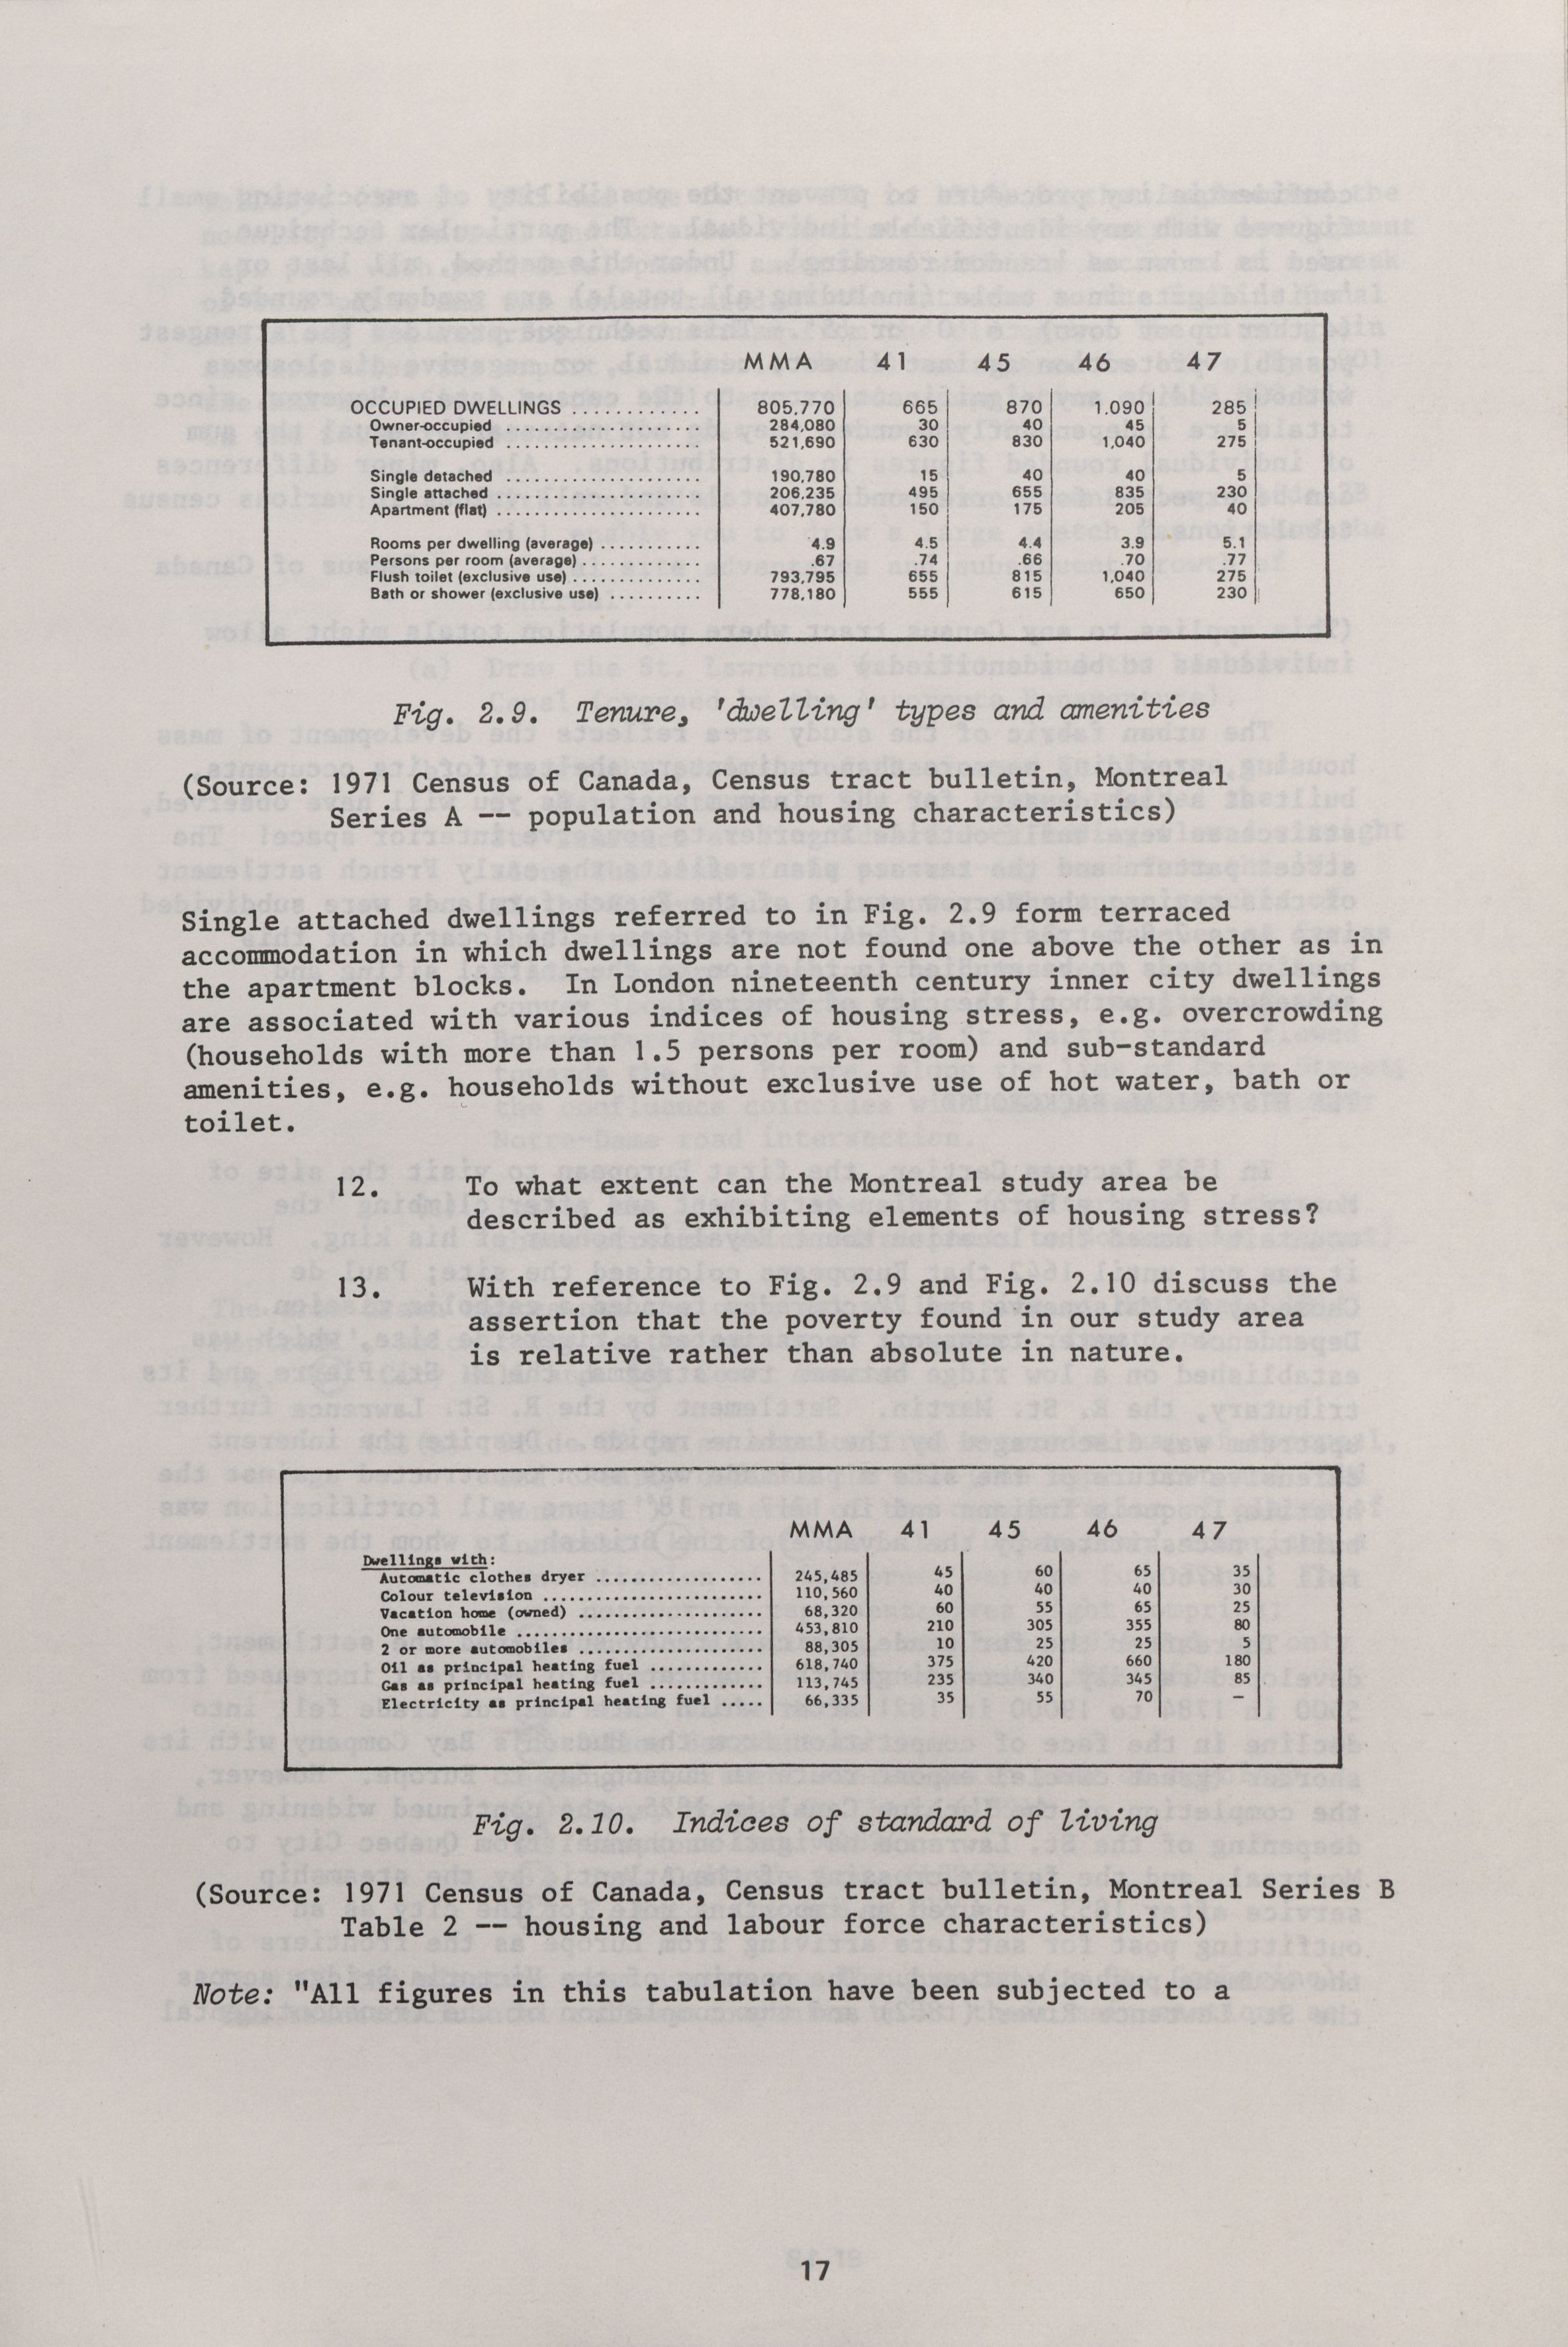 MMA 41 45 46 47
OCCUPIED DWELLINGS ............ 805,770 665 870 1,090 285
Owner-occupied .................... 284,080 30 40 45 5
Tenant-occupied .................... 521,690 630 830 1,040 275
Single detached .................... 190,780 15 40 40 5
Single attached ..................... 206,235 495 655 835 230
Apartment (flat) ..................... 407,780 150 175 205 40
Rooms per dwelling (average) ........... 4.9 4.5 4.4 3.9 5.1
Persons per room (average) ............. .67 .74 .66 .70 .77
Flush toilet (exclusive use) .............. 793,795 655 815 1,040 275
Bath or shower (exclusive use) .......... 778,180 555 615 650 230
Fig. 2.9. Tenure, 'dwelling' types and amenities
(Source: 1971 Census of Canada, Census tract bulletin, Montreal
Series A -- population and housing characteristics)
Single attached dwellings referred to in Fig. 2.9 form terraced
accommodation in which dwellings are not found one above the other as in
the apartment blocks. In London nineteenth century inner city dwellings
are associated with various indices of housing stress, e.g. overcrowding
(households with more than 1.5 persons per room) and sub-standard
amenities, e.g. households without exclusive use of hot water, bath or
toilet.
12. To what extent can the Montreal study area be
described as exhibiting elements of housing stress?
13. With reference to Fig. 2.9 and Fig. 2.10 discuss the
assertion that the poverty found in our study area
is relative rather than absolute in nature.
MMA 41 45 46 47
Dwellings with:
Automatic clothes dryer ................... 245,485 45 60 65 35
Colour television ......................... 110,560 40 40 40 30
Vacation home (owned) ..................... 68,320 60 55 65 25
One automobile ............................ 453,810 210 305 355 80
2 or more automobiles ..................... 88,305 10 25 25 5
Oil as principal heating fuel ............. 618,740 375 420 660 180
Gas as principal heating fuel ............. 113,745 235 340 345 85
Electricity as principal heating fuel ..... 66,335 35 55 70 –
Fig. 2.10. Indices of standard of living
(Source: 1971 Census of Canada, Census tract bulletin, Montreal Series B
Table 2 -- housing and labour force characteristics)
Note: "All figures in this tabulation have been subjected to a
17